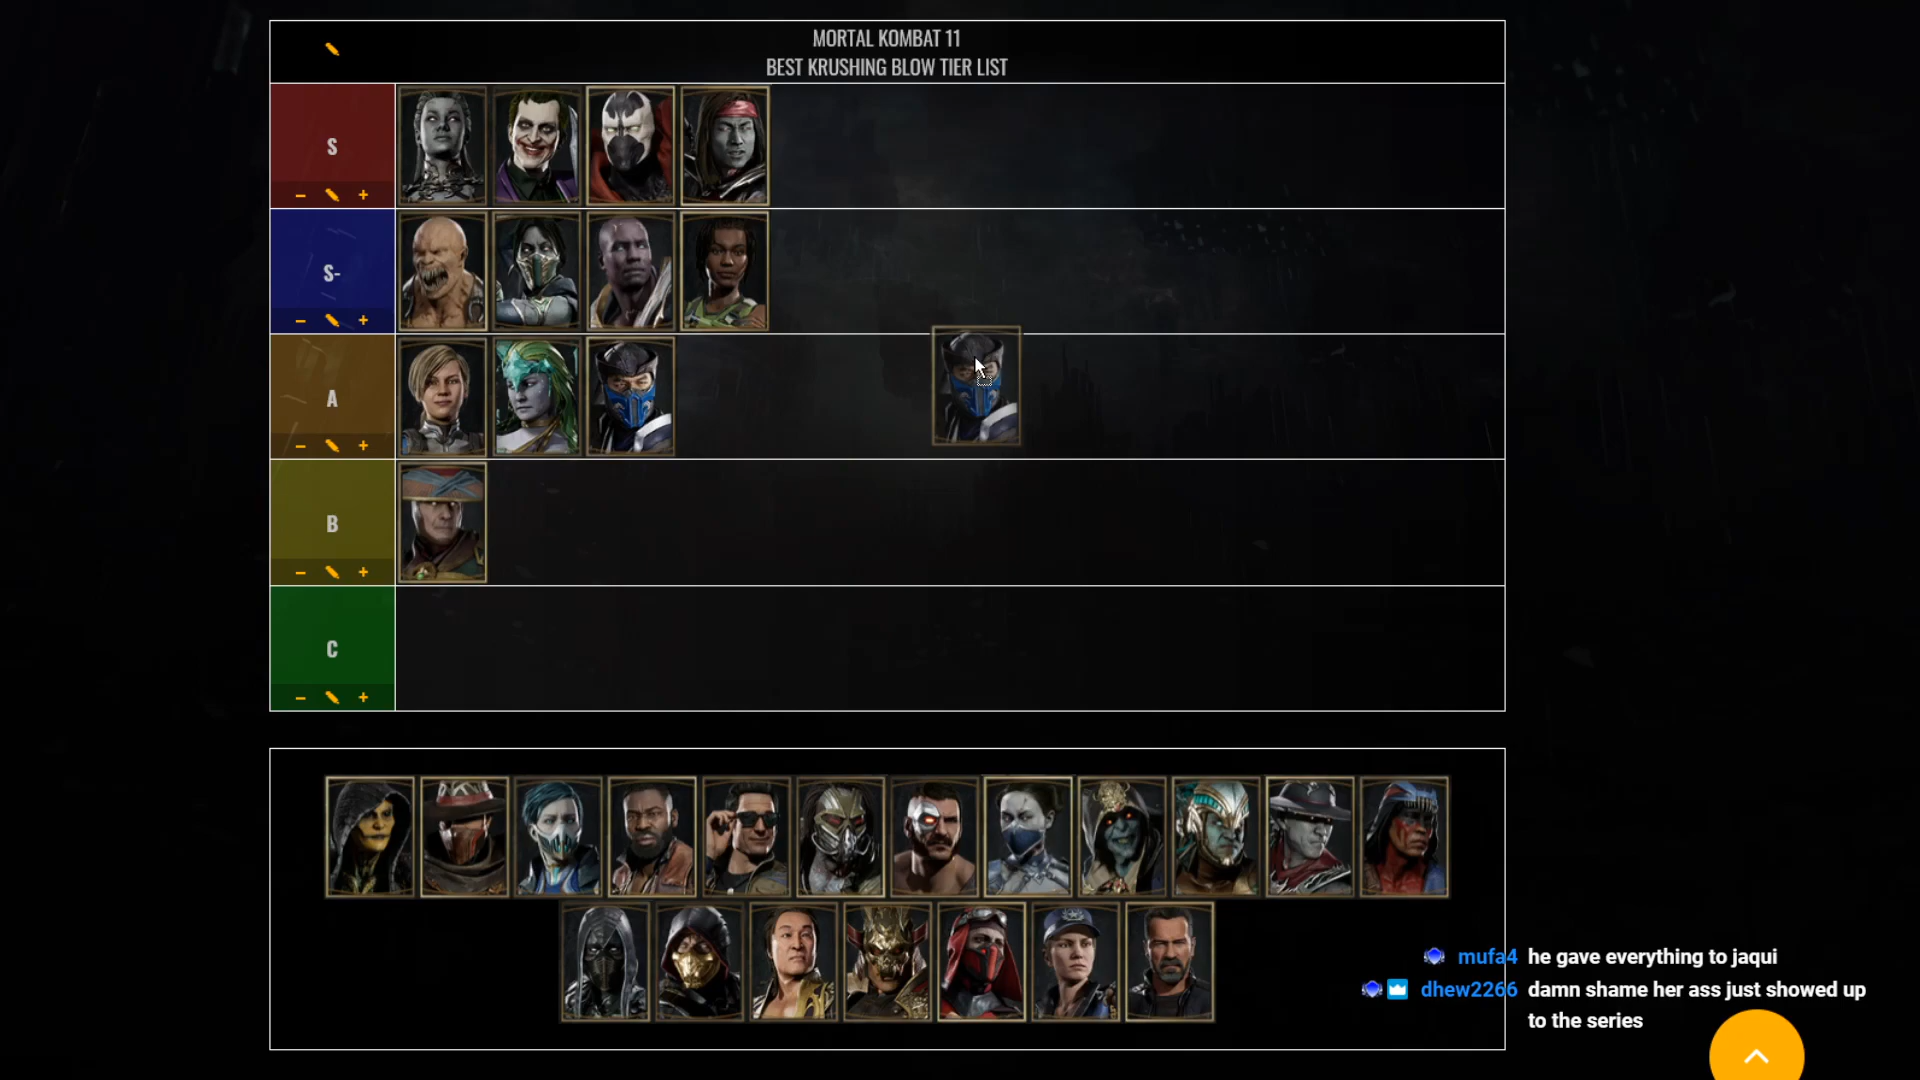 MORTAL KOMBAT 11
BEST KRUSHING BLOW TIER LIST
S
S-
A
B
C
mufa4 he gave everything to jaqui
dhew2266 damn shame her ass just showed up
to the series